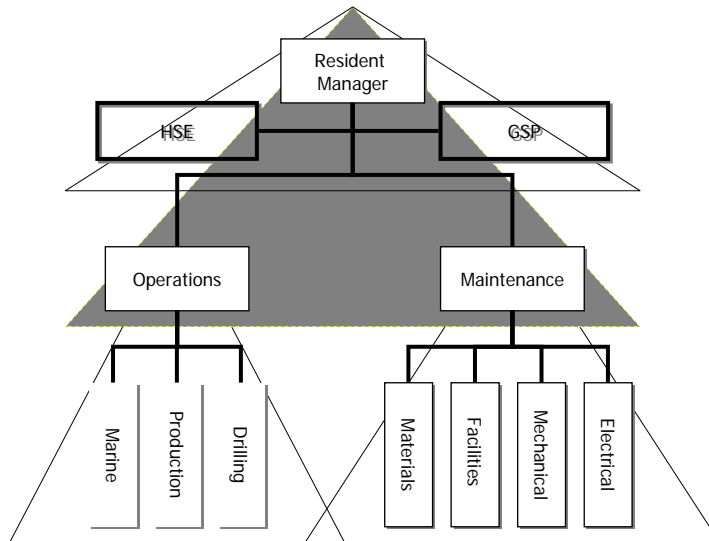 Resident
Manager
HSE
GSP
Operations
Maintenance
Marine
Production
Drilling
Materials
Facilities
Mechanical
Electrical